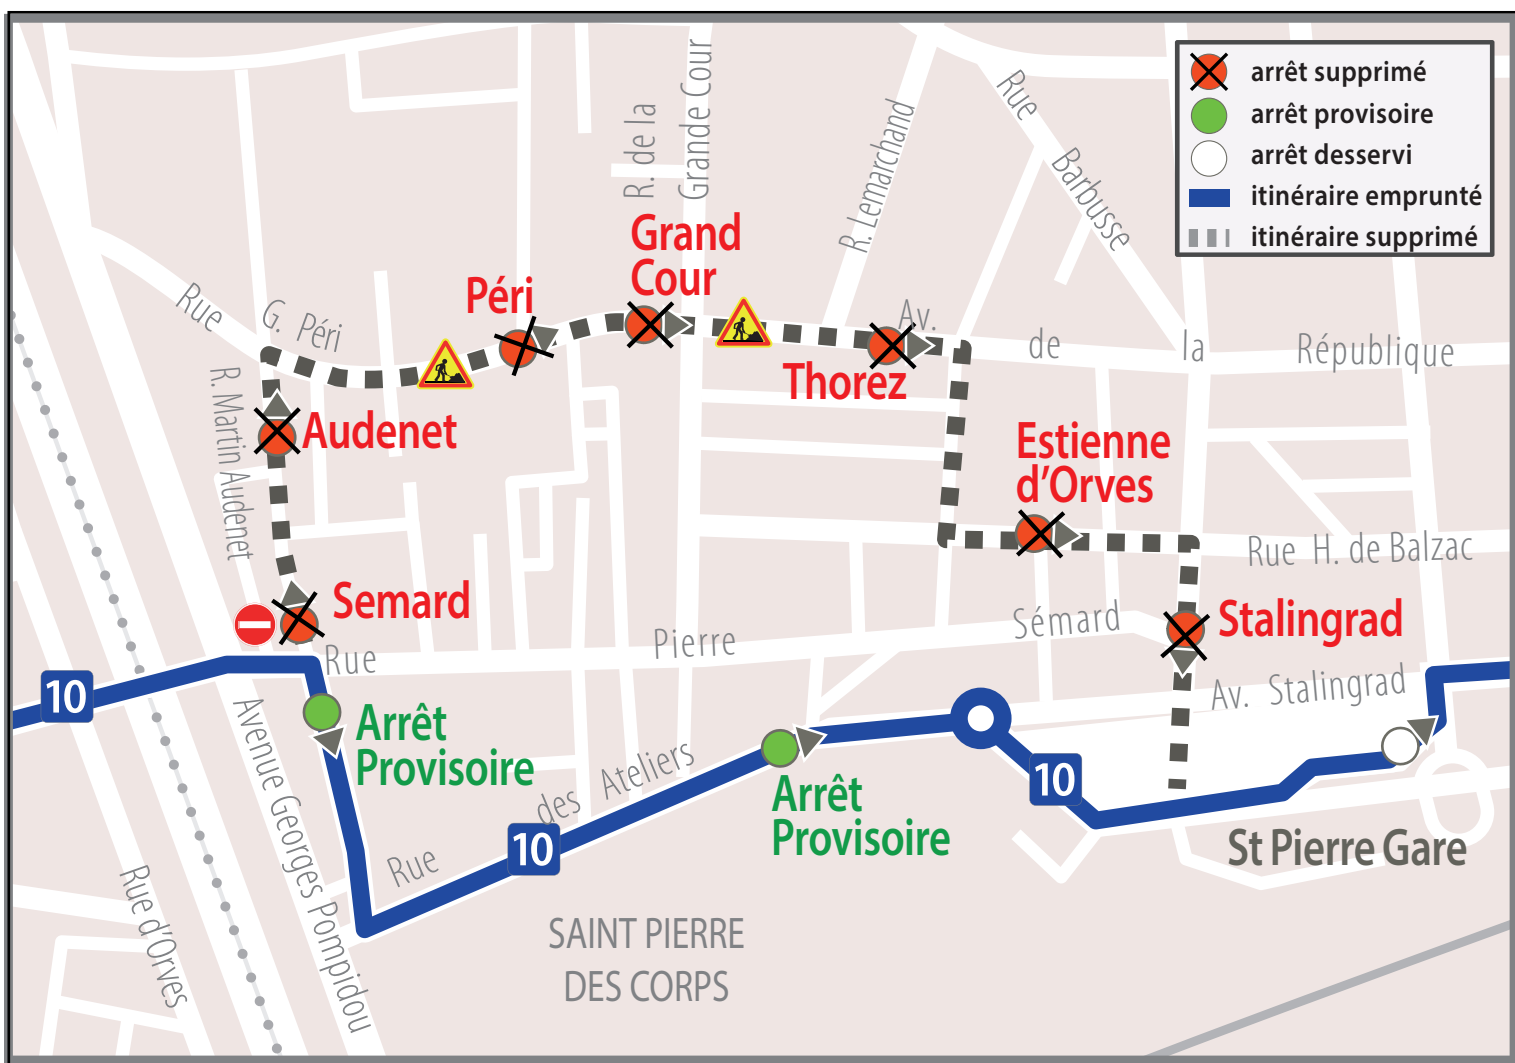 arrêt supprimé
arrêt provisoire
arrêt desservi
itinéraire emprunté
itinéraire supprimé
Rue
Barbusse
R. de la
Grande Cour
R. Lemarchand
Grand
Cour
Péri
Rue
G. Péri
Av.
de
la
République
Thorez
R. Martin Audenet
Audenet
Estienne
d'Orves
Rue H. de Balzac
Semard
Rue
Pierre
Sémard
Stalingrad
Av. Stalingrad
10
Arrêt
Provisoire
Avenue Georges Pompidou
des Ateliers
Rue
10
Arrêt
Provisoire
10
St Pierre Gare
Rue d'Orves
SAINT PIERRE
DES CORPS